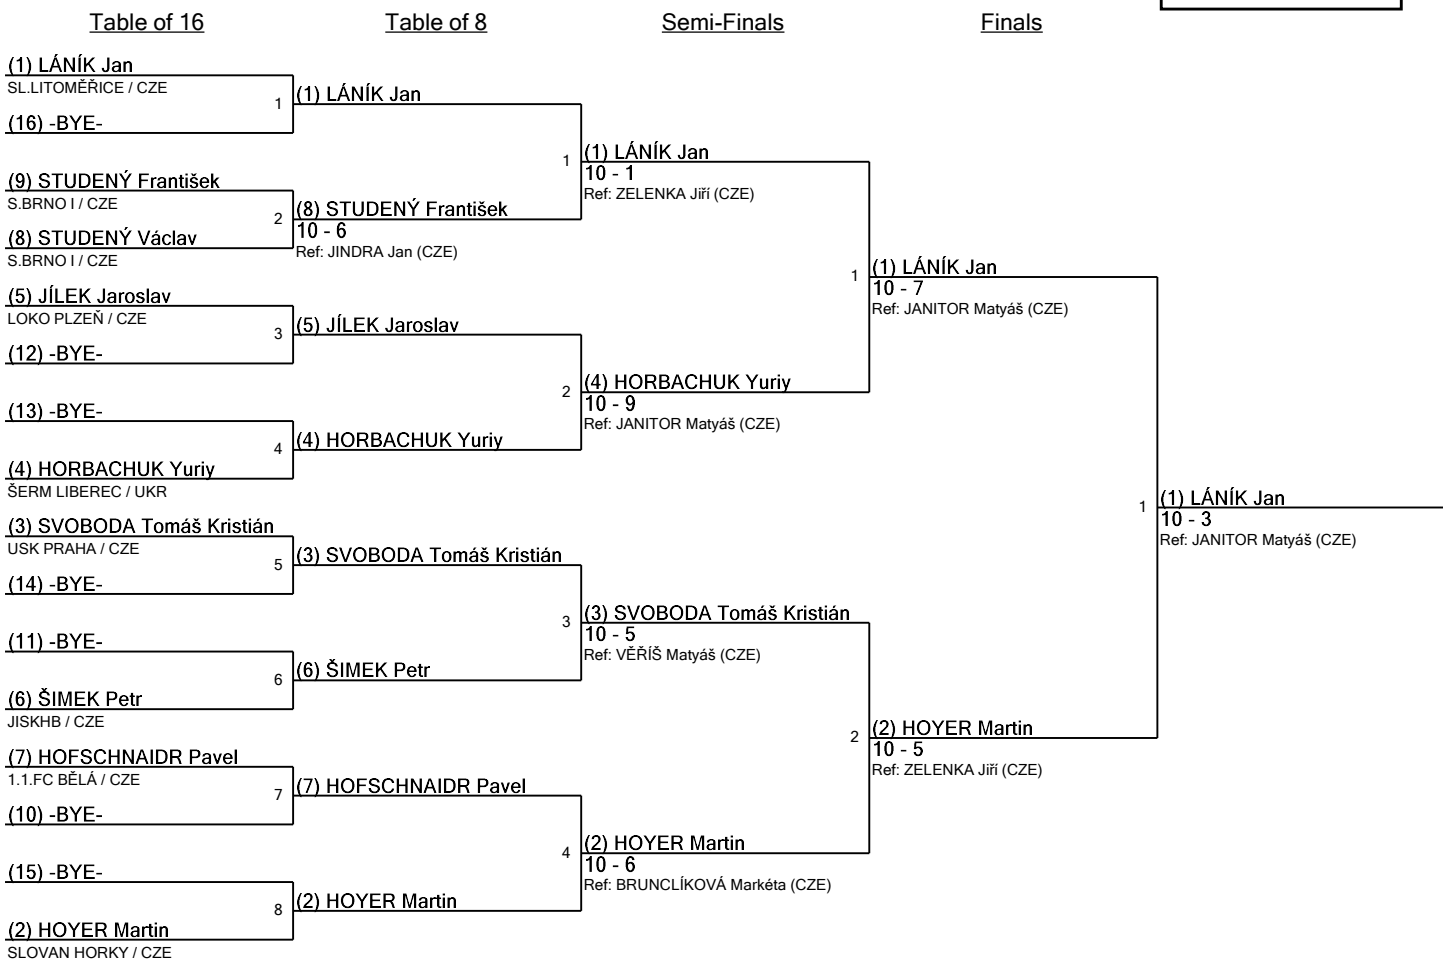 Table of 16
Table of 8
Semi-Finals
Finals
(1) LÁNÍK Jan
SL.LITOMĚŘICE / CZE
1
(16) -BYE-
(9) STUDENÝ František
S.BRNO I / CZE
2
(8) STUDENÝ Václav
S.BRNO I / CZE
(5) JÍLEK Jaroslav
LOKO PLZEŇ / CZE
3
(12) -BYE-
(13) -BYE-
4
(4) HORBACHUK Yuriy
ŠERM LIBEREC / UKR
(3) SVOBODA Tomáš Kristián
USK PRAHA / CZE
5
(14) -BYE-
(11) -BYE-
6
(6) ŠIMEK Petr
JISKHB / CZE
(7) HOFSCHNAIDR Pavel
1.1.FC BĚLÁ / CZE
7
(10) -BYE-
(15) -BYE-
8
(2) HOYER Martin
SLOVAN HORKY / CZE
(1) LÁNÍK Jan
1
(8) STUDENÝ František
10 - 6
Ref: JINDRA Jan (CZE)
(5) JÍLEK Jaroslav
2
(4) HORBACHUK Yuriy
(3) SVOBODA Tomáš Kristián
3
(6) ŠIMEK Petr
(7) HOFSCHNAIDR Pavel
4
(2) HOYER Martin
(1) LÁNÍK Jan
10 - 1
Ref: ZELENKA Jiří (CZE)
1
(4) HORBACHUK Yuriy
10 - 9
Ref: JANITOR Matyáš (CZE)
(3) SVOBODA Tomáš Kristián
10 - 5
Ref: VĚŘÍŠ Matyáš (CZE)
2
(2) HOYER Martin
10 - 6
Ref: BRUNCLÍKOVÁ Markéta (CZE)
(1) LÁNÍK Jan
10 - 7
Ref: JANITOR Matyáš (CZE)
1
(2) HOYER Martin
10 - 5
Ref: ZELENKA Jiří (CZE)
(1) LÁNÍK Jan
10 - 3
Ref: JANITOR Matyáš (CZE)